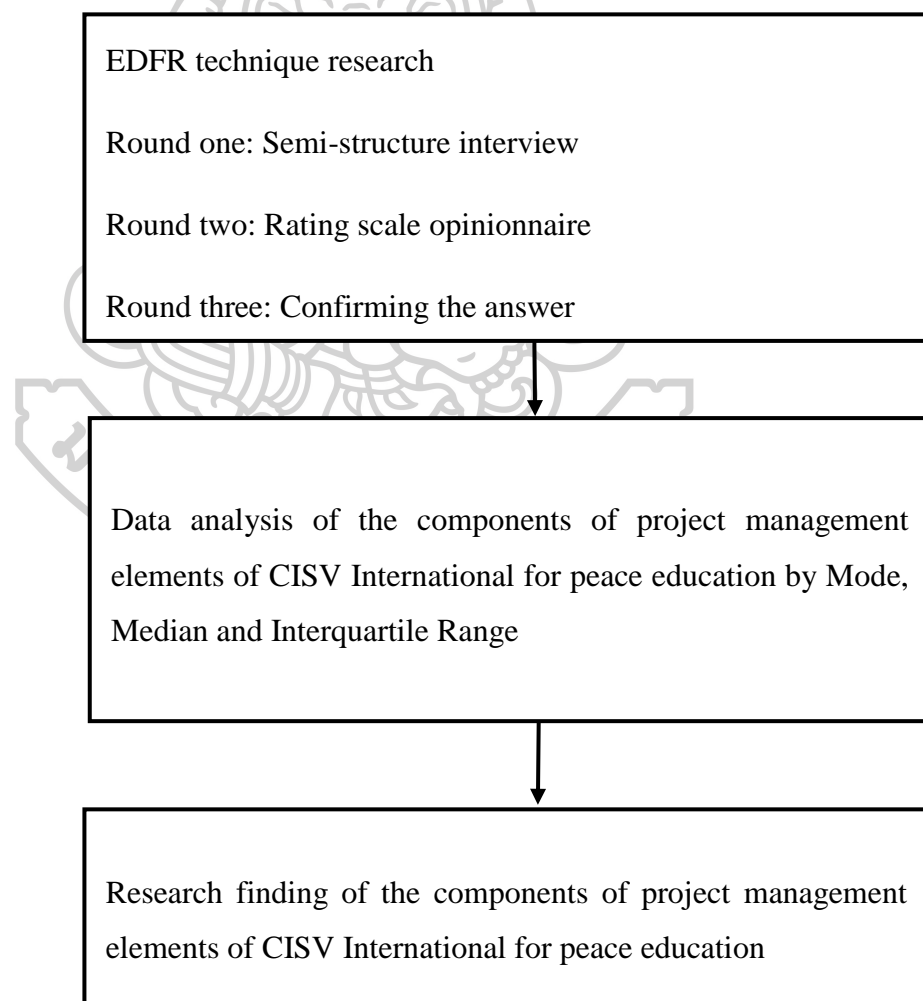 EDFR technique research
Round one: Semi-structure interview
Round two: Rating scale opinionnaire
Round three: Confirming the answer
Data analysis of the components of project management
elements of CISV International for peace education by Mode,
Median and Interquartile Range
Research finding of the components of project management
elements of CISV International for peace education